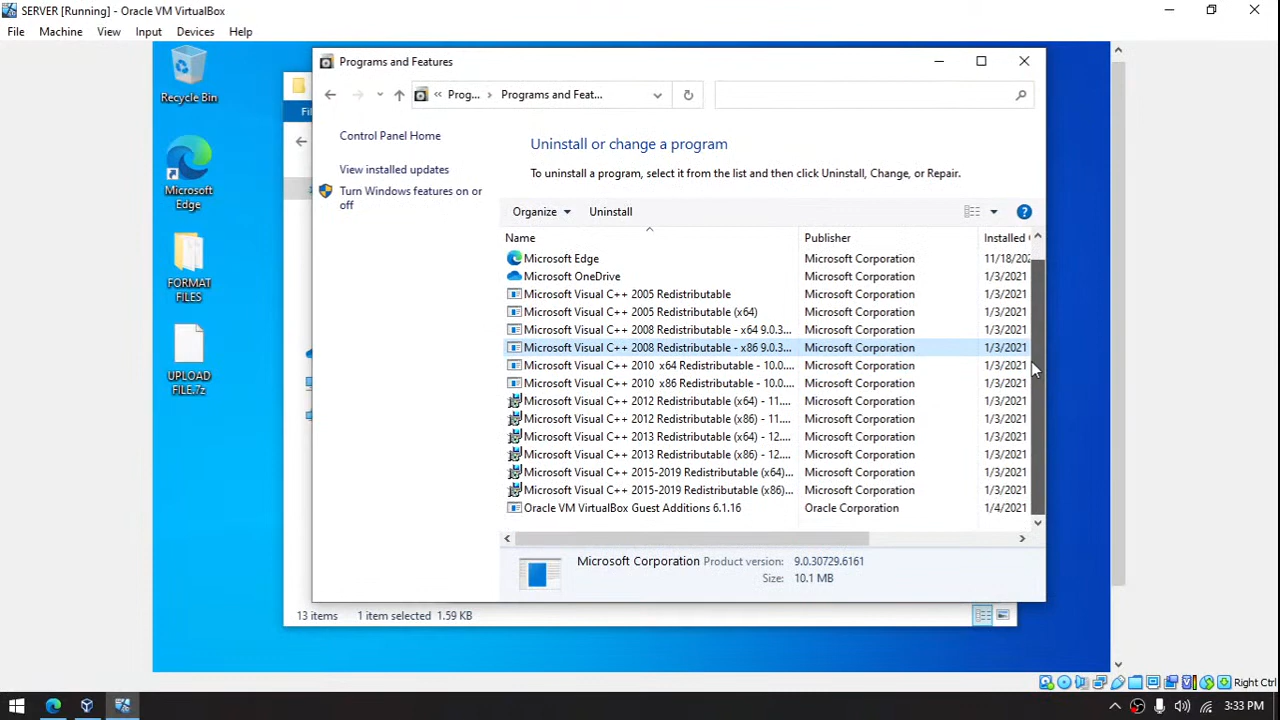 SERVER [Running] - Oracle VM VirtualBox
File Machine View Input Devices Help
Recycle Bin
Microsoft
Edge
FORMAT
FILES
UPLOAD
FILE.7z
Programs and Features
« Prog... › Programs and Feat...
Control Panel Home
View installed updates
Turn Windows features on or
off
Uninstall or change a program
To uninstall a program, select it from the list and then click Uninstall, Change, or Repair.
Organize Uninstall
Name Publisher Installed
Microsoft Edge Microsoft Corporation 11/18/202
Microsoft OneDrive Microsoft Corporation 1/3/2021
Microsoft Visual C++ 2005 Redistributable Microsoft Corporation 1/3/2021
Microsoft Visual C++ 2005 Redistributable (x64) Microsoft Corporation 1/3/2021
Microsoft Visual C++ 2008 Redistributable - x64 9.0.3... Microsoft Corporation 1/3/2021
Microsoft Visual C++ 2008 Redistributable - x86 9.0.3... Microsoft Corporation 1/3/2021
Microsoft Visual C++ 2010 x64 Redistributable - 10.0.... Microsoft Corporation 1/3/2021
Microsoft Visual C++ 2010 x86 Redistributable - 10.0.... Microsoft Corporation 1/3/2021
Microsoft Visual C++ 2012 Redistributable (x64) - 11.... Microsoft Corporation 1/3/2021
Microsoft Visual C++ 2012 Redistributable (x86) - 11.... Microsoft Corporation 1/3/2021
Microsoft Visual C++ 2013 Redistributable (x64) - 12.... Microsoft Corporation 1/3/2021
Microsoft Visual C++ 2013 Redistributable (x86) - 12.... Microsoft Corporation 1/3/2021
Microsoft Visual C++ 2015-2019 Redistributable (x64)... Microsoft Corporation 1/3/2021
Microsoft Visual C++ 2015-2019 Redistributable (x86)... Microsoft Corporation 1/3/2021
Oracle VM VirtualBox Guest Additions 6.1.16 Oracle Corporation 1/4/2021
Microsoft Corporation Product version: 9.0.30729.6161
Size: 10.1 MB
13 items 1 item selected 1.59 KB
Right Ctrl
3:33 PM